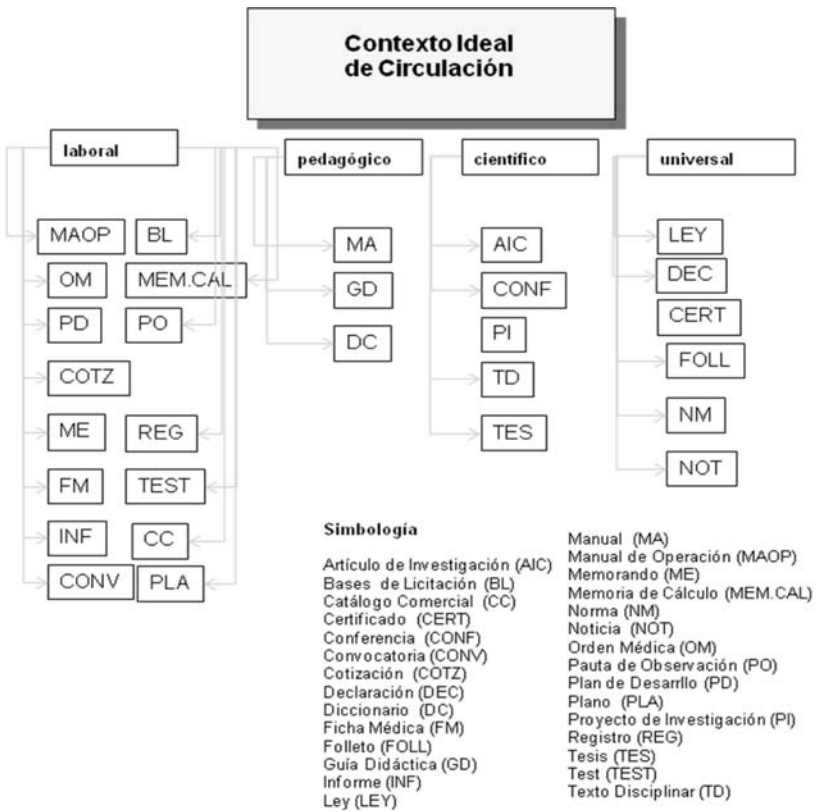 Contexto Ideal
de Circulación
laboral
pedagógico
científico
universal
MAOP
BL
OM
MEM.CAL
PD
PO
COTZ
ME
REG
FM
TEST
INF
CC
CONV
PLA
MA
GD
DC
AIC
CONF
PI
TD
TES
LEY
DEC
CERT
FOLL
NM
NOT
Simbología
Artículo de Investigación (AIC)
Bases de Licitación (BL)
Catálogo Comercial (CC)
Certificado (CERT)
Conferencia (CONF)
Convocatoria (CONV)
Cotización (COTZ)
Declaración (DEC)
Diccionario (DC)
Ficha Médica (FM)
Folleto (FOLL)
Guía Didáctica (GD)
Informe (INF)
Ley (LEY)
Manual (MA)
Manual de Operación (MAOP)
Memorando (ME)
Memoria de Cálculo (MEM.CAL)
Norma (NM)
Noticia (NOT)
Orden Médica (OM)
Pauta de Observación (PO)
Plan de Desarrllo (PD)
Plano (PLA)
Proyecto de Investigación (PI)
Registro (REG)
Tesis (TES)
Test (TEST)
Texto Disciplinar (TD)